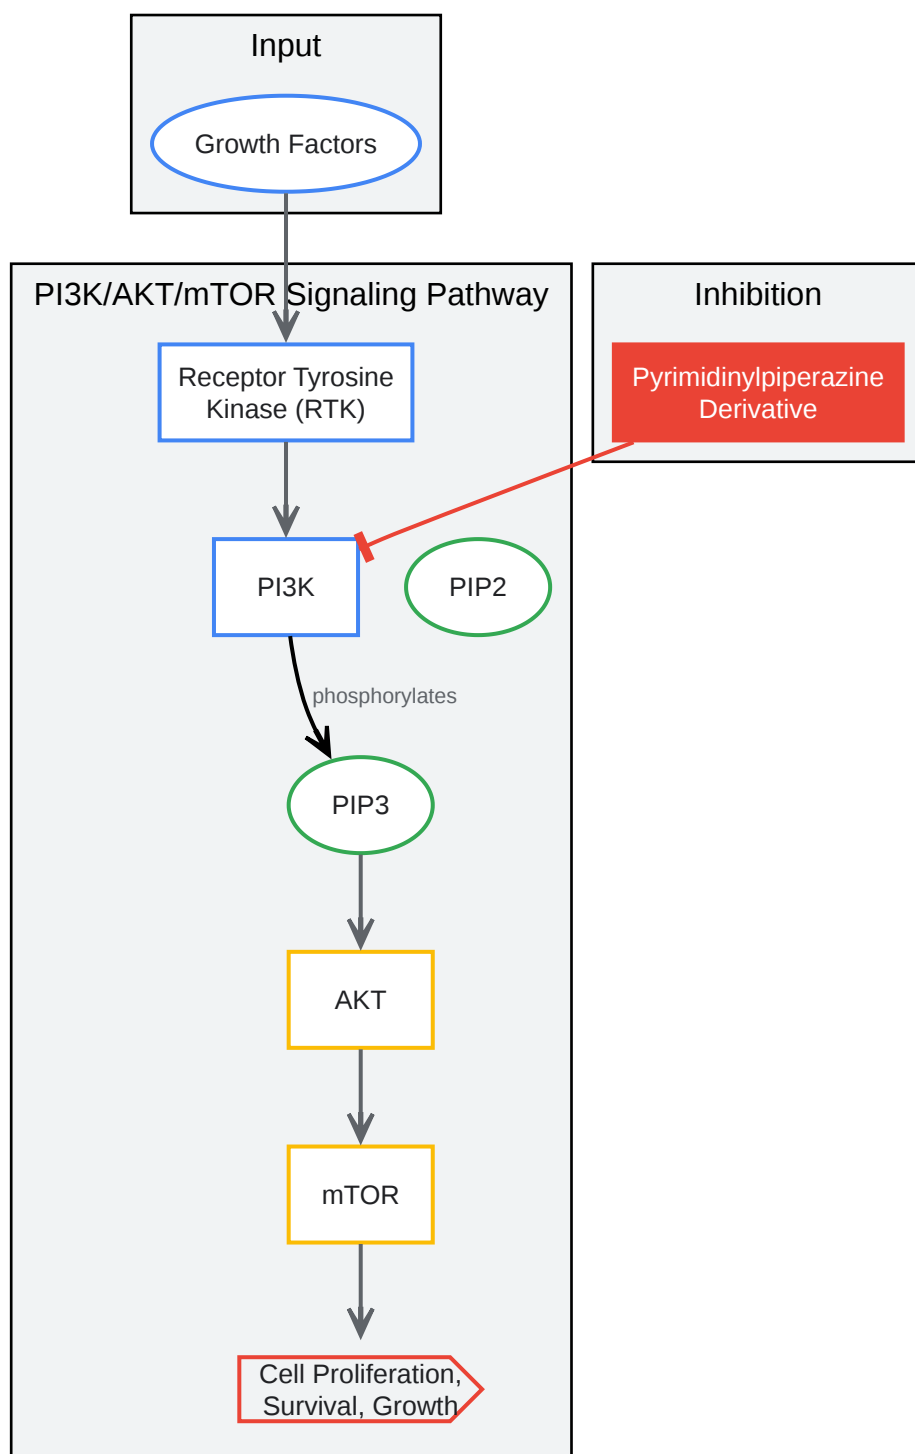 Input
Growth Factors
PI3K/AKT/mTOR Signaling Pathway
Inhibition
Receptor Tyrosine
Kinase (RTK)
Pyrimidinylpiperazine
Derivative
PI3K
PIP2
phosphorylates
PIP3
AKT
mTOR
Cell Proliferation,
Survival, Growth